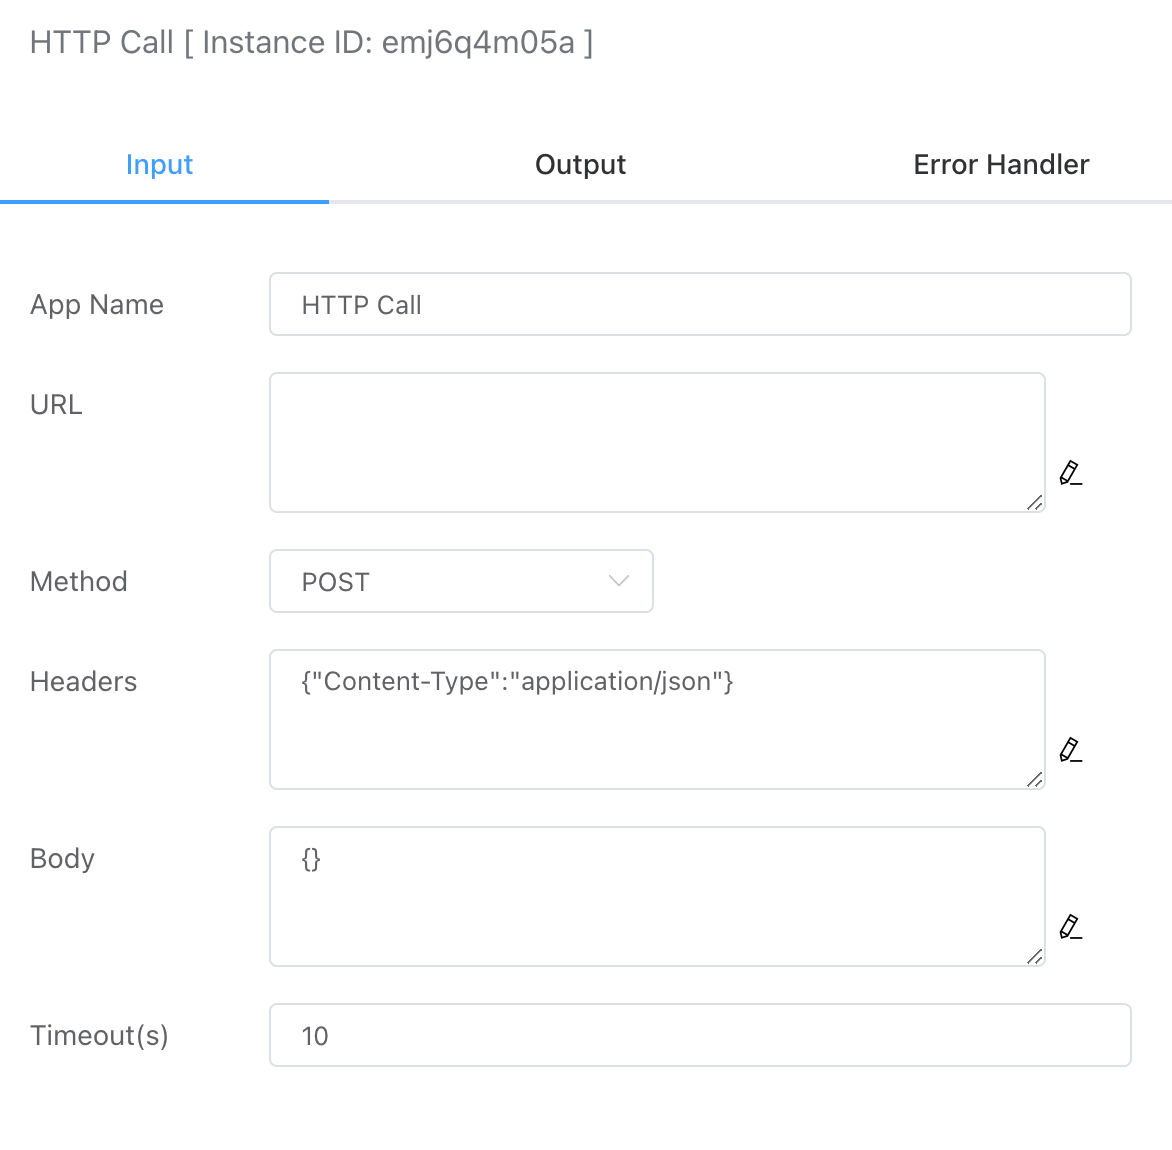 HTTP Call [ Instance ID: emj6q4m05a ]
Input Output Error Handler
App Name HTTP Call
URL
Method POST
Headers {"Content-Type":"application/json"}
Body {}
Timeout(s) 10